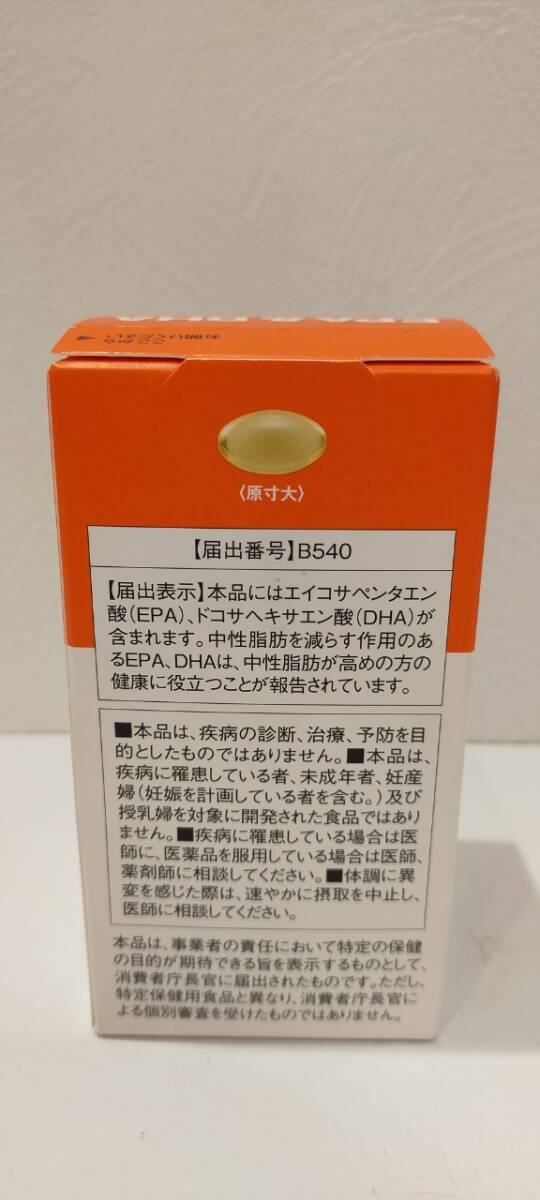 EPA&DHA
ここから
お開けください。
〈原寸大〉
【届出番号】B540
【届出表示】本品にはエイコサペンタエン
酸(EPA)、ドコサヘキサエン酸(DHA)が
含まれます。中性脂肪を減らす作用のあ
るEPA、DHAは、中性脂肪が高めの方の
健康に役立つことが報告されています。
■本品は、疾病の診断、治療、予防を目
的としたものではありません。■本品は、
疾病に罹患している者、未成年者、妊産
婦(妊娠を計画している者を含む。)及び
授乳婦を対象に開発された食品ではあり
ません。■疾病に罹患している場合は医
師に、医薬品を服用している場合は医師、
薬剤師に相談してください。■体調に異
変を感じた際は、速やかに摂取を中止し、
医師に相談してください。
本品は、事業者の責任において特定の保健
の目的が期待できる旨を表示するものとして、
消費者庁長官に届出されたものです。ただし、
特定保健用食品と異なり、消費者庁長官に
よる個別審査を受けたものではありません。